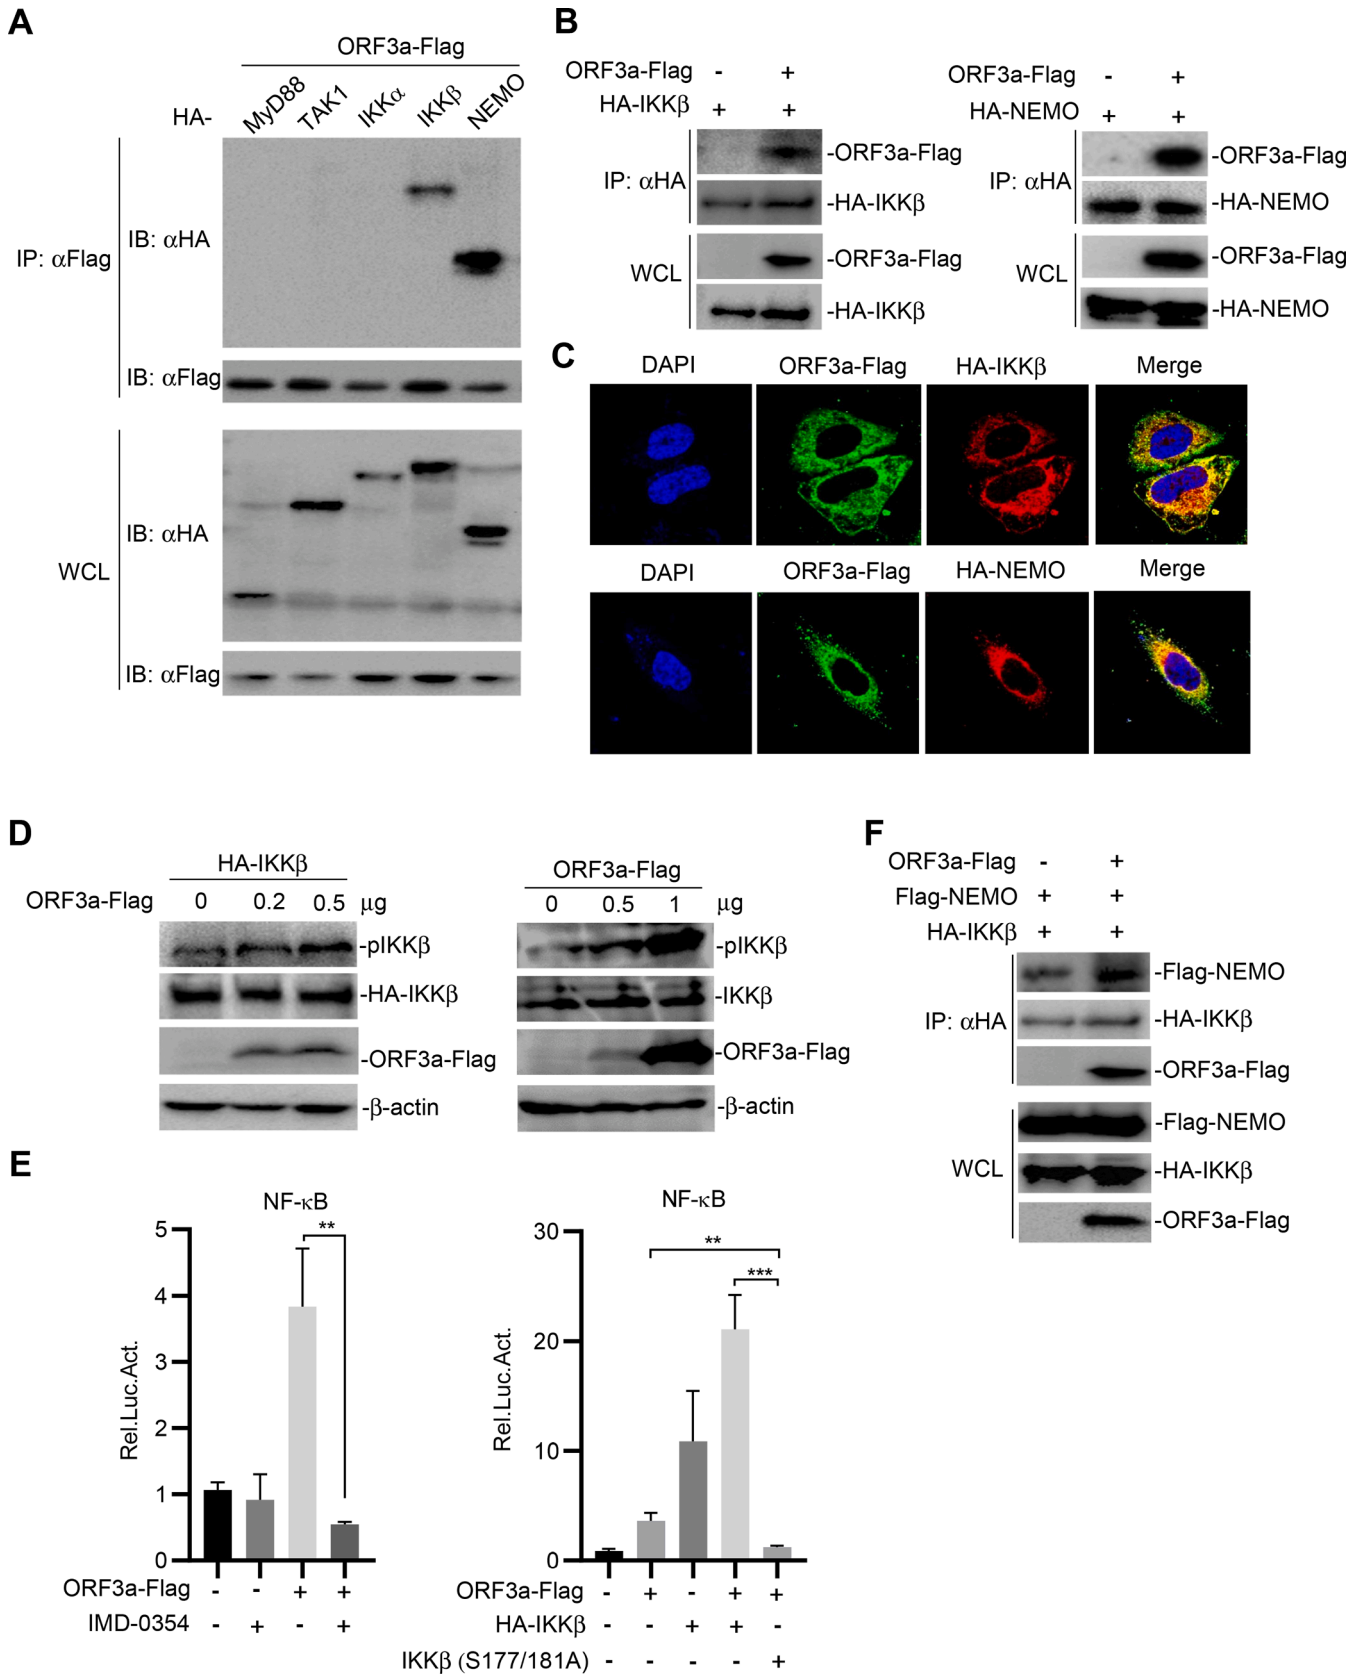 A
ORF3a-Flag
HA- MyD88 TAK1 IKKα IKKβ NEMO
IP: αFlag
IB: αHA
IB: αFlag
WCL
IB: αHA
IB: αFlag
B
ORF3a-Flag - +
HA-IKKβ + +
IP: αHA
-ORF3a-Flag
-HA-IKKβ
WCL
-ORF3a-Flag
-HA-IKKβ
ORF3a-Flag - +
HA-NEMO + +
IP: αHA
-ORF3a-Flag
-HA-NEMO
WCL
-ORF3a-Flag
-HA-NEMO
C
DAPI ORF3a-Flag HA-IKKβ Merge
DAPI ORF3a-Flag HA-NEMO Merge
D
HA-IKKβ
ORF3a-Flag 0 0.2 0.5 μg
-pIKKβ
-HA-IKKβ
-ORF3a-Flag
-β-actin
ORF3a-Flag
0 0.5 1 μg
-pIKKβ
-IKKβ
-ORF3a-Flag
-β-actin
E
NF-κB
Rel.Luc.Act.
5
4
3
2
1
0
**
ORF3a-Flag - - + +
IMD-0354 - + - +
NF-κB
Rel.Luc.Act.
30
20
10
0
**
***
ORF3a-Flag - + - + +
HA-IKKβ - - + + -
IKKβ (S177/181A) - - - - +
F
ORF3a-Flag - +
Flag-NEMO + +
HA-IKKβ + +
IP: αHA
-Flag-NEMO
-HA-IKKβ
-ORF3a-Flag
WCL
-Flag-NEMO
-HA-IKKβ
-ORF3a-Flag